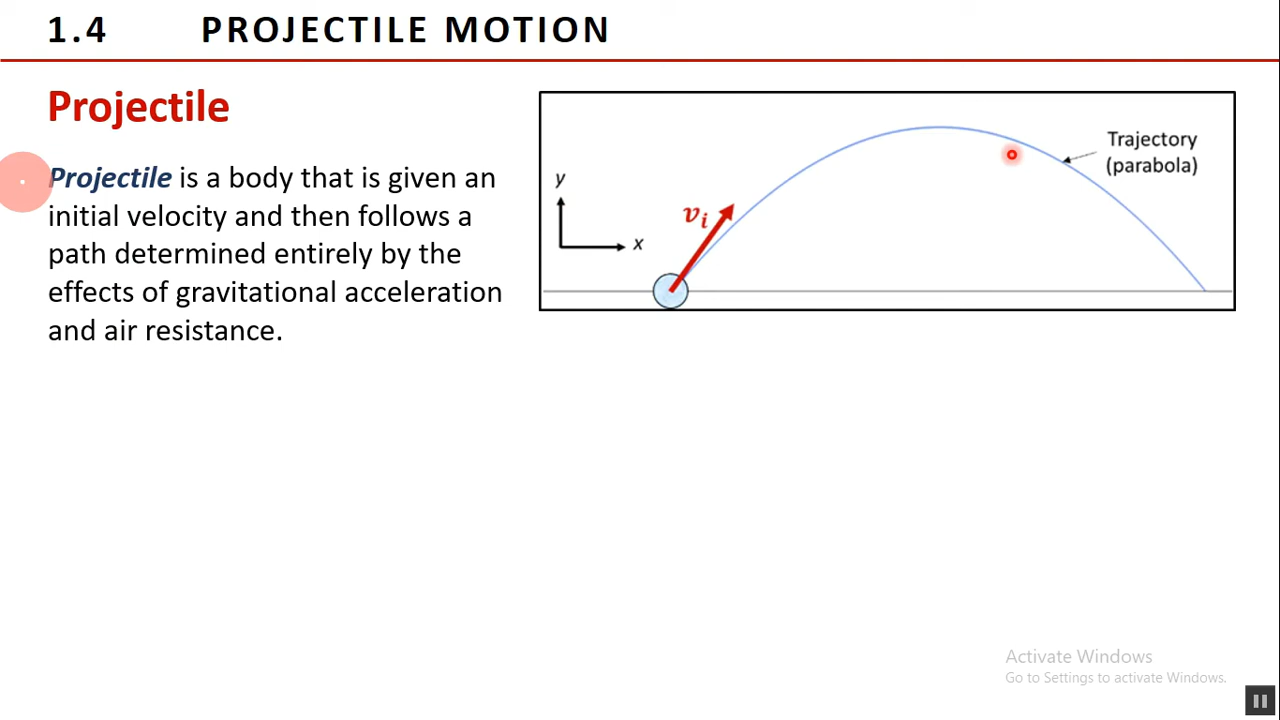 1.4 PROJECTILE MOTION
Projectile
Projectile is a body that is given an
initial velocity and then follows a
path determined entirely by the
effects of gravitational acceleration
and air resistance.
Trajectory
(parabola)
y
v_i
x
Activate Windows
Go to Settings to activate Windows.